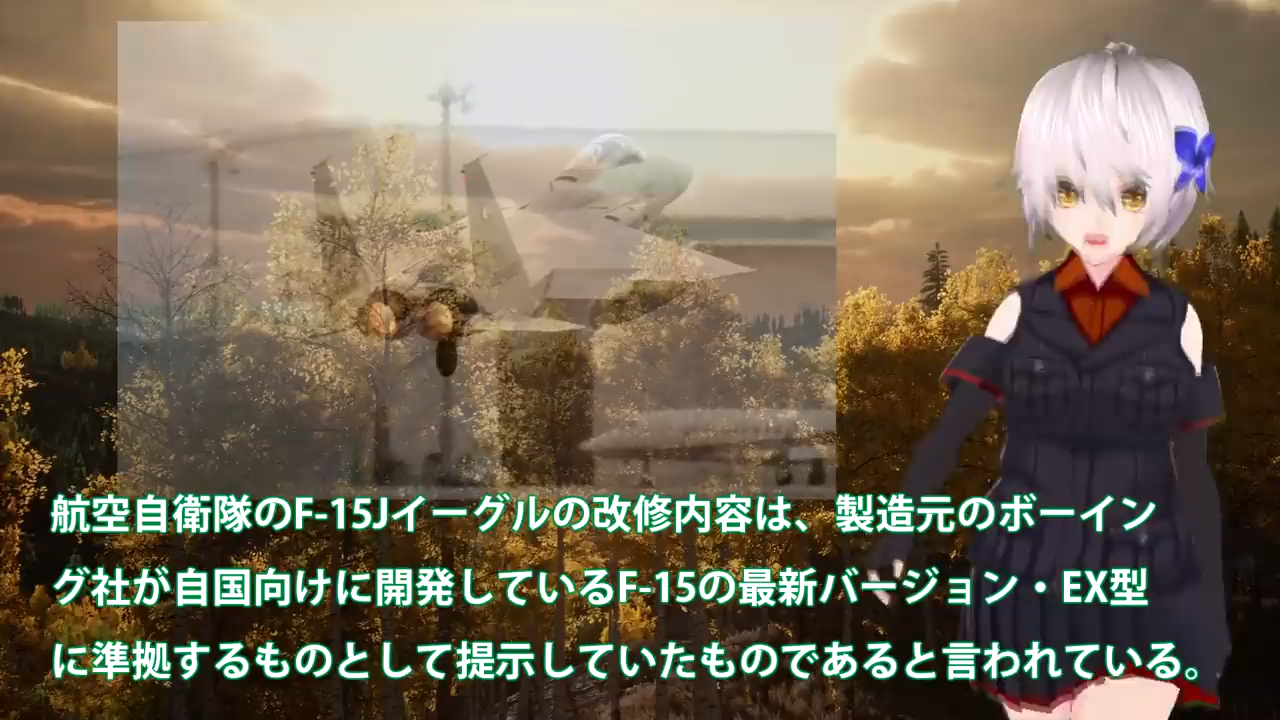 航空自衛隊のF-15Jイーグルの改修内容は、製造元のボーイン
グ社が自国向けに開発しているF-15の最新バージョン・EX型
に準拠するものとして提示していたものであると言われている。